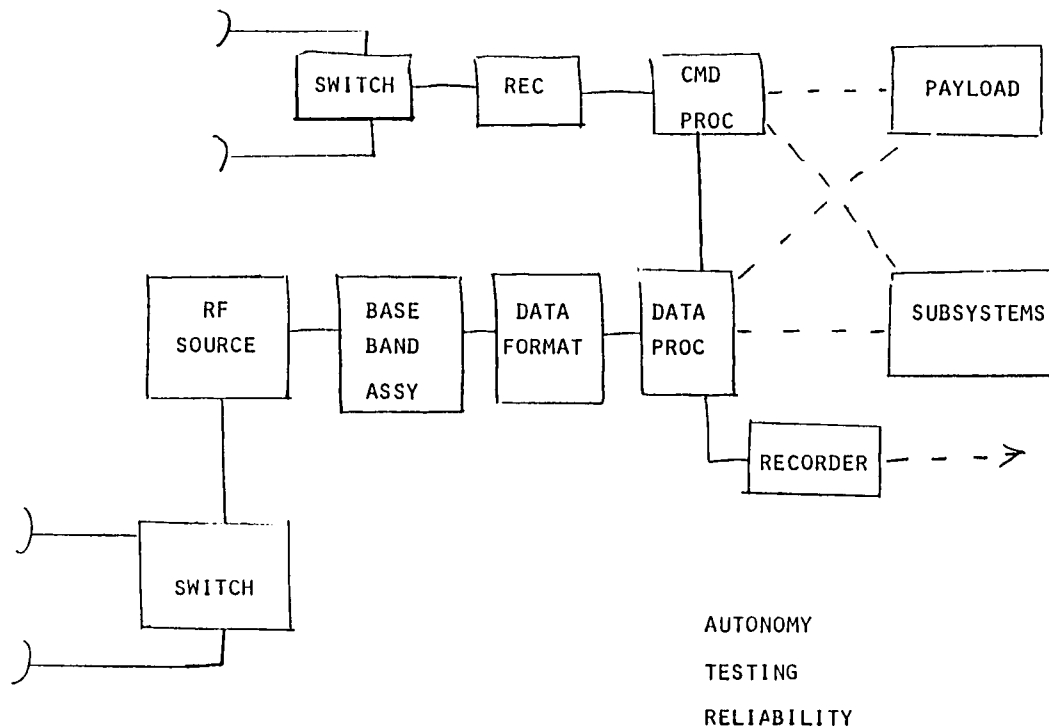 SWITCH
REC
CMD
PROC
PAYLOAD
RF
SOURCE
BASE
BAND
ASSY
DATA
FORMAT
DATA
PROC
SUBSYSTEMS
RECORDER
SWITCH
AUTONOMY
TESTING
RELIABILITY